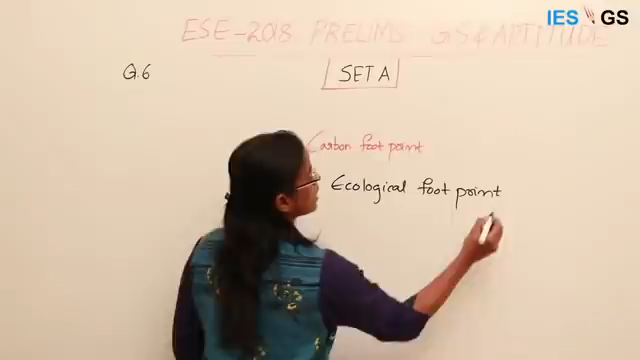 IES GS
ESE-2018 PRELIMS GS & APTITUDE
Q.6
SET A
Carbon foot point
Ecological foot point